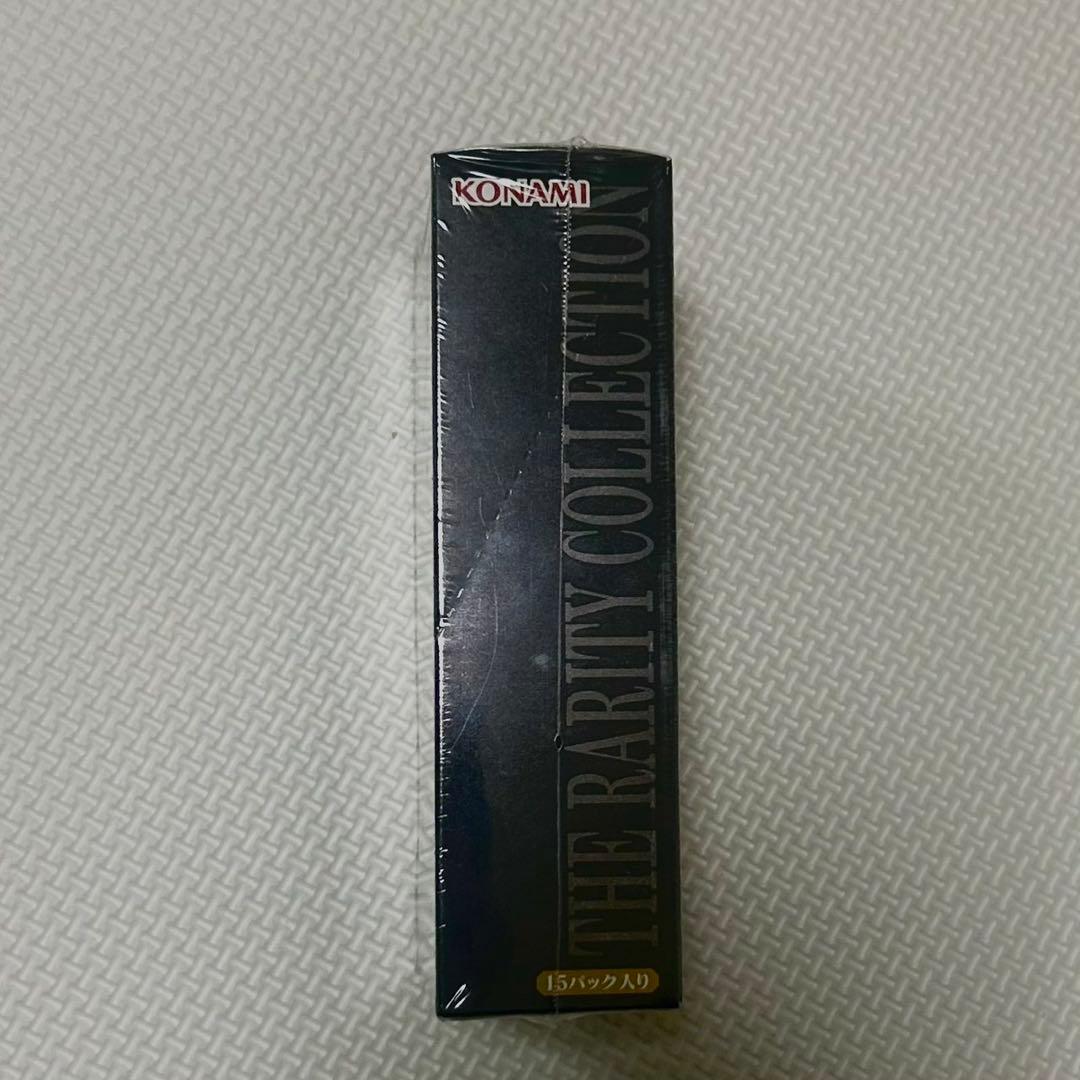 KONAMI
THE RARITY COLLECTION
15パック入り